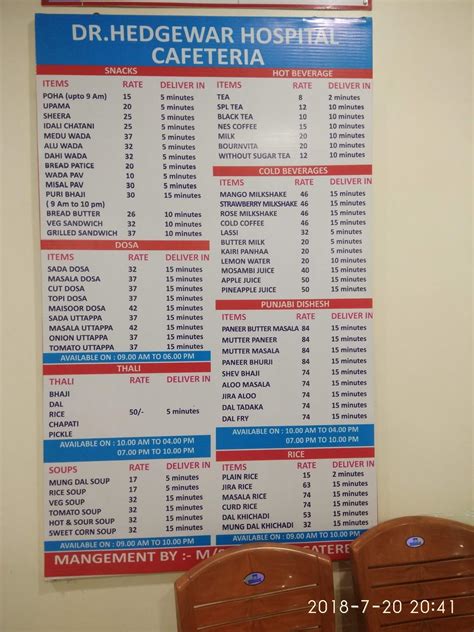 DR.HEDGEWAR HOSPITAL
CAFETERIA
SNACKS
ITEMS RATE DELIVER IN
POHA (upto 9 Am) 15 5 minutes
UPAMA 20 5 minutes
SHEERA 25 5 minutes
IDALI CHATANI 25 5 minutes
MEDU WADA 37 5 minutes
ALU WADA 32 5 minutes
DAHI WADA 32 5 minutes
BREAD PATICE 20 5 minutes
WADA PAV 10 5 minutes
MISAL PAV 30 5 minutes
PURI BHAJI 35 15 minutes
( 9 Am to 10 pm)
BREAD BUTTER 26 10 minutes
VEG SANDWICH 32 5 minutes
GRILLED SANDWICH 37 10 minutes
DOSA
ITEMS RATE DELIVER IN
SADA DOSA 32 15 minutes
MASALA DOSA 37 15 minutes
CUT DOSA 37 15 minutes
TOPI DOSA 37 15 minutes
MAISOOR DOSA 42 15 minutes
SADA UTTAPPA 37 15 minutes
MASALA UTTAPPA 42 15 minutes
ONION UTTAPPA 37 15 minutes
TOMATO UTTAPPA 37 15 minutes
AVAILABLE ON : 09.00 AM TO 06.00 PM
THALI
THALI RATE DELIVER IN
BHAJI
DAL
RICE 50/- 5 minute
CHAPATI
PICKLE
AVAILABLE ON : 10.00 AM TO 04.00 PM
07.00 PM TO 10.00 PM
SOUPS RATE DELIVER IN
MUNG DAL SOUP 17 5 minutes
RICE SOUP 17 5 minutes
VEG SOUP 32 15 minutes
TOMATO SOUP 32 15 minutes
HOT & SOUR SOUP 32 15 minutes
SWEET CORN SOUP 32 15 minutes
AVAILABLE ON : 09.00 AM TO 10.00 PM
HOT BEVERAGE
ITEMS RATE DELIVER IN
TEA 8 2 minutes
SPL TEA 12 10 minutes
BLACK TEA 10 10 minutes
NES COFFEE 15 10 minutes
MILK 20 10 minutes
BOURNVITA 20 10 minutes
WITHOUT SUGAR TEA 12 10 minutes
COLD BEVERAGES
ITEMS RATE DELIVER IN
MANGO MILKSHAKE 46 15 minutes
STRAWBERRY MILKSHAKE 46 15 minutes
ROSE MILKSHAKE 46 15 minutes
COLD COFFEE 46 15 minutes
LASSI 32 5 minutes
BUTTER MILK 20 5 minutes
KAIRI PANHAA 20 5 minutes
LEMON WATER 20 10 minutes
MOSAMBI JUICE 40 15 minutes
APPLE JUICE 40 15 minutes
PINEAPPLE JUICE 50 15 minutes
PUNJABI DISHESH
ITEMS RATE DELIVER IN
PANEER BUTTER MASALA 84 15 minutes
MUTTER PANEER 84 15 minutes
MUTTER MASALA 84 15 minutes
PANEER BHURJI 84 15 minutes
SHEV BHAJI 74 15 minutes
ALOO MASALA 74 15 minutes
JIRA ALOO 74 15 minutes
DAL TADAKA 74 15 minutes
DAL FRY 74 15 minutes
AVAILABLE ON : 10.00 AM TO 04.00 PM
07.00 PM TO 10.00 PM
RICE
ITEMS RATE DELIVER IN
PLAIN RICE 15 2 minutes
JIRA RICE 63 15 minutes
MASALA RICE 74 15 minutes
CURD RICE 74 15 minutes
DAL KHICHADI 53 15 minutes
MUNG DAL KHICHADI 32 15 minutes
AVAILABLE ON : 10.00 AM TO 04.00 PM
07.00 PM TO 10.00 PM
MANGEMENT BY :- M/S
2018-7-20 20:41